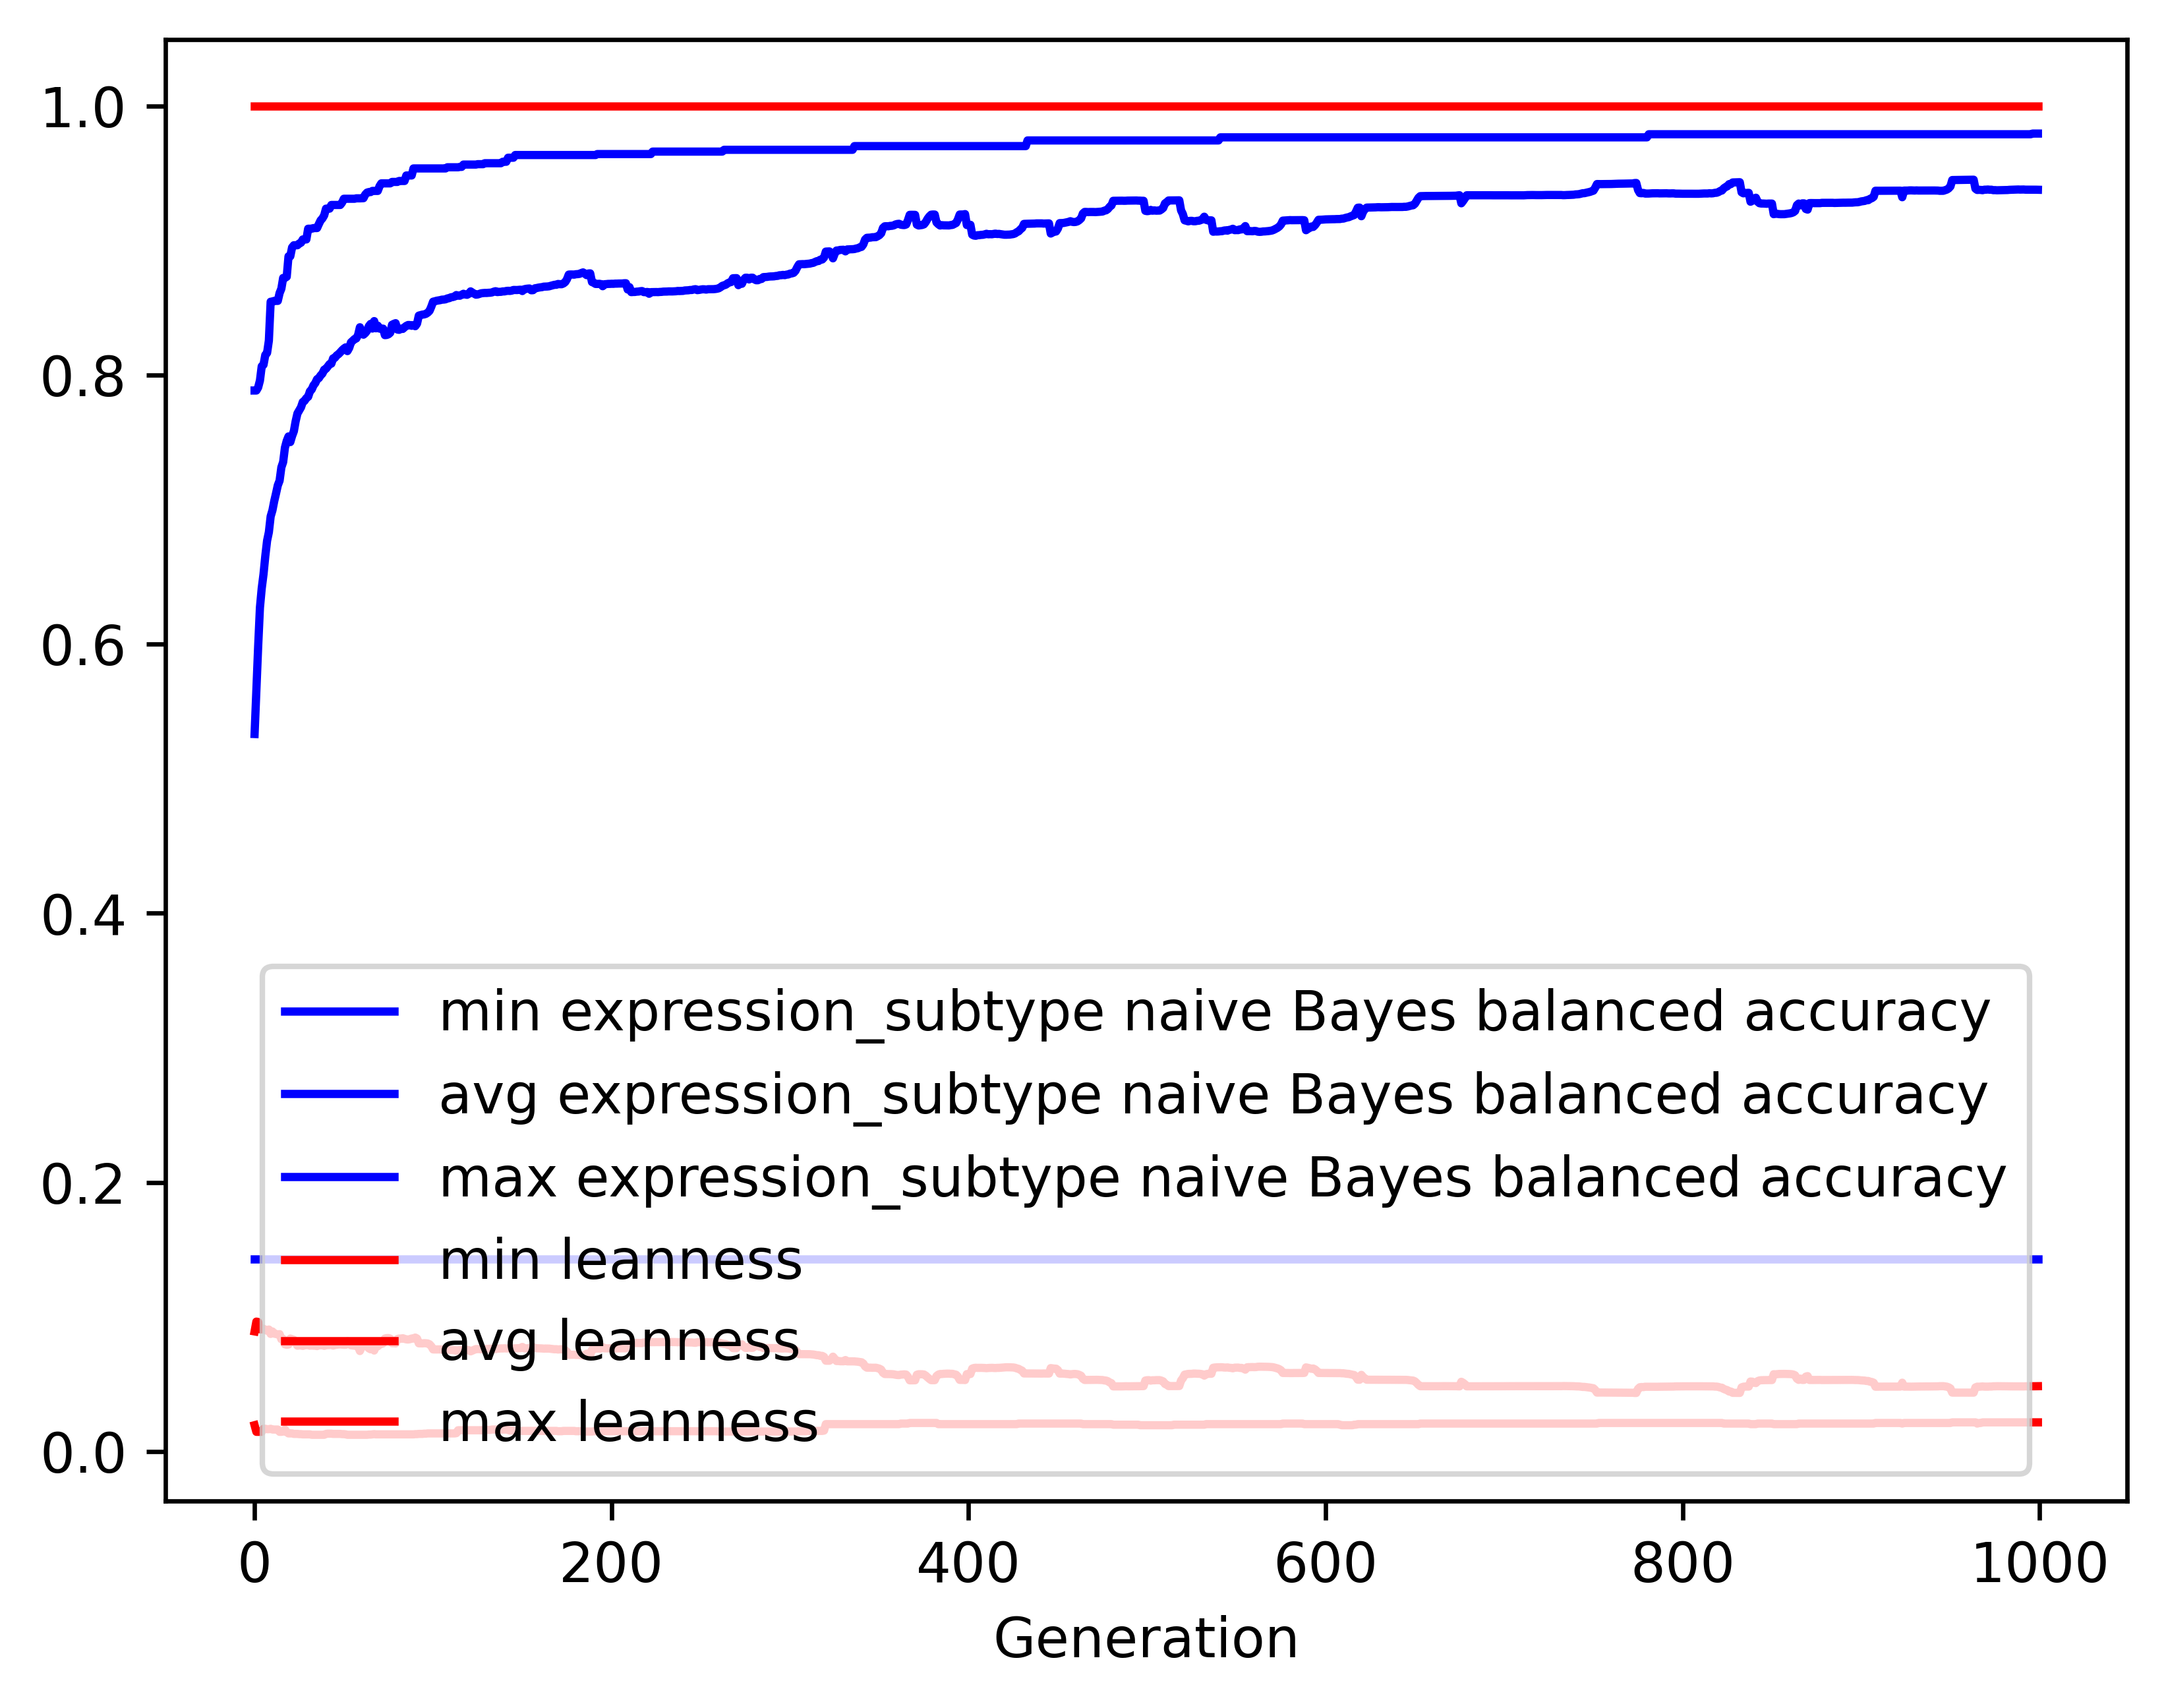 1.0
0.8
0.6
0.4
0.2
0.0
min expression_subtype naive Bayes balanced accuracy
avg expression_subtype naive Bayes balanced accuracy
max expression_subtype naive Bayes balanced accuracy
min leanness
avg leanness
max leanness
0 200 400 600 800 1000
Generation